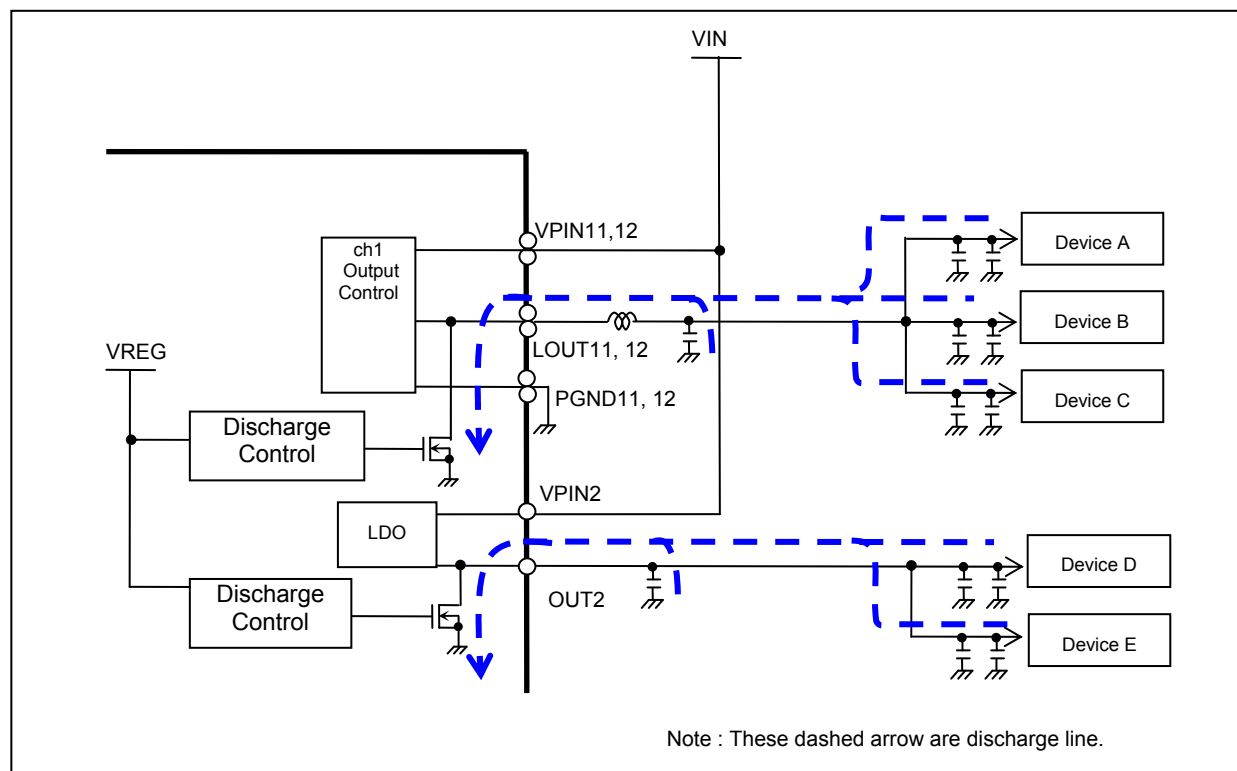 VIN
VPIN11,12
ch1
Output
Control
Device A
Device B
LOUT11, 12
VREG
PGND11, 12
Device C
Discharge
Control
VPIN2
LDO
Device D
OUT2
Discharge
Control
Device E
Note : These dashed arrow are discharge line.